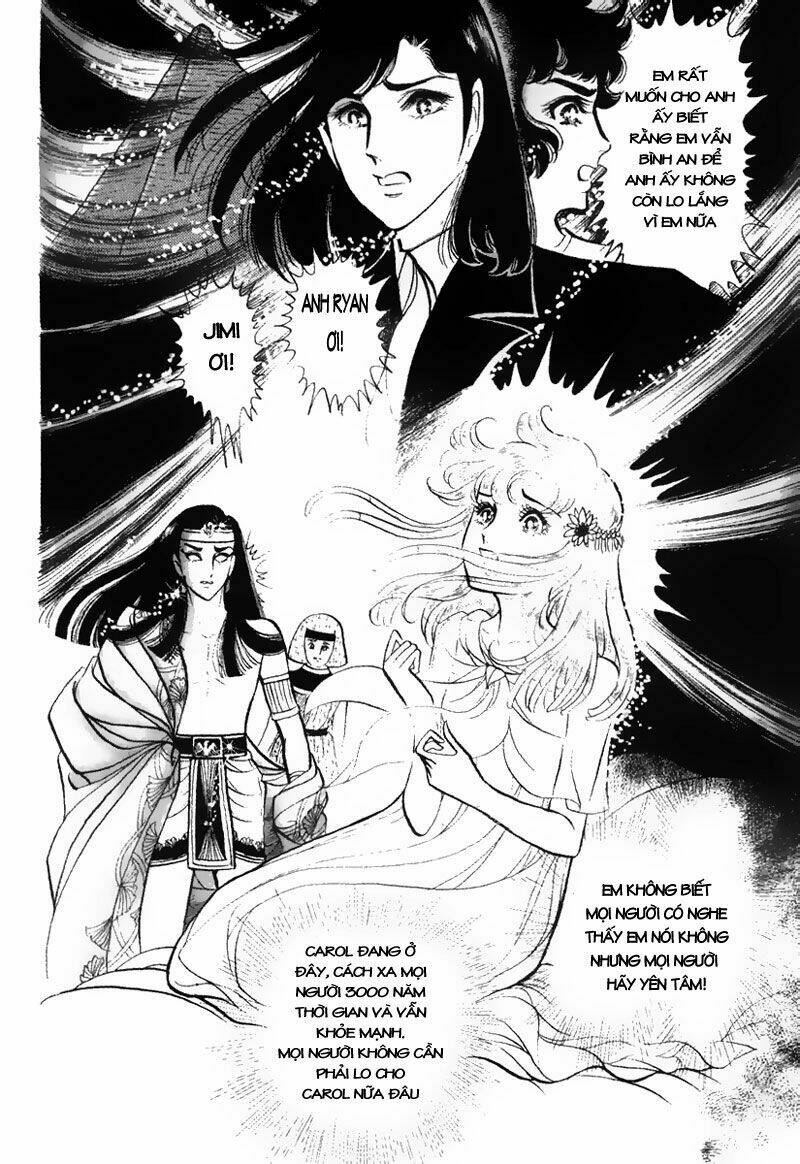 EM RẤT
MUỐN CHO ANH
ẤY BIẾT
RẰNG EM VẪN
BÌNH AN ĐỂ
ANH ẤY KHÔNG
CÒN LO LẮNG
VÌ EM NỮA
ANH RYAN
ƠI!
JIMI
ƠI!
EM KHÔNG BIẾT
MỌI NGƯỜI CÓ NGHE
THẤY EM NÓI KHÔNG
NHƯNG MỌI NGƯỜI
HÃY YÊN TÂM!
CAROL ĐANG Ở
ĐÂY, CÁCH XA MỌI
NGƯỜI 3000 NĂM
THỜI GIAN VÀ VẪN
KHỎE MẠNH.
MỌI NGƯỜI KHÔNG CẦN
PHẢI LO CHO
CAROL NỮA ĐÂU